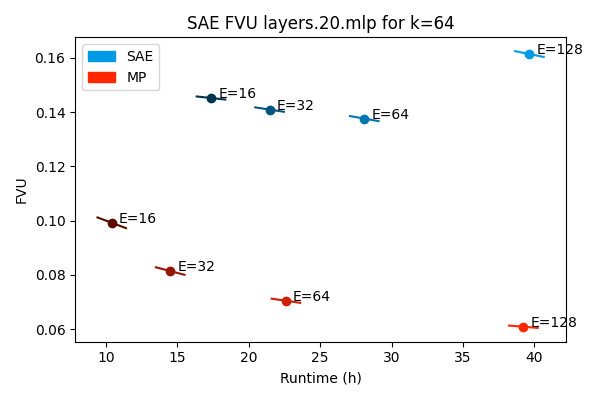 SAE FVU layers.20.mlp for k=64
SAE
MP
E=128
E=16
E=32
E=64
E=16
E=32
E=64
E=128
0.16
0.14
0.12
0.10
0.08
0.06
FVU
10 15 20 25 30 35 40
Runtime (h)